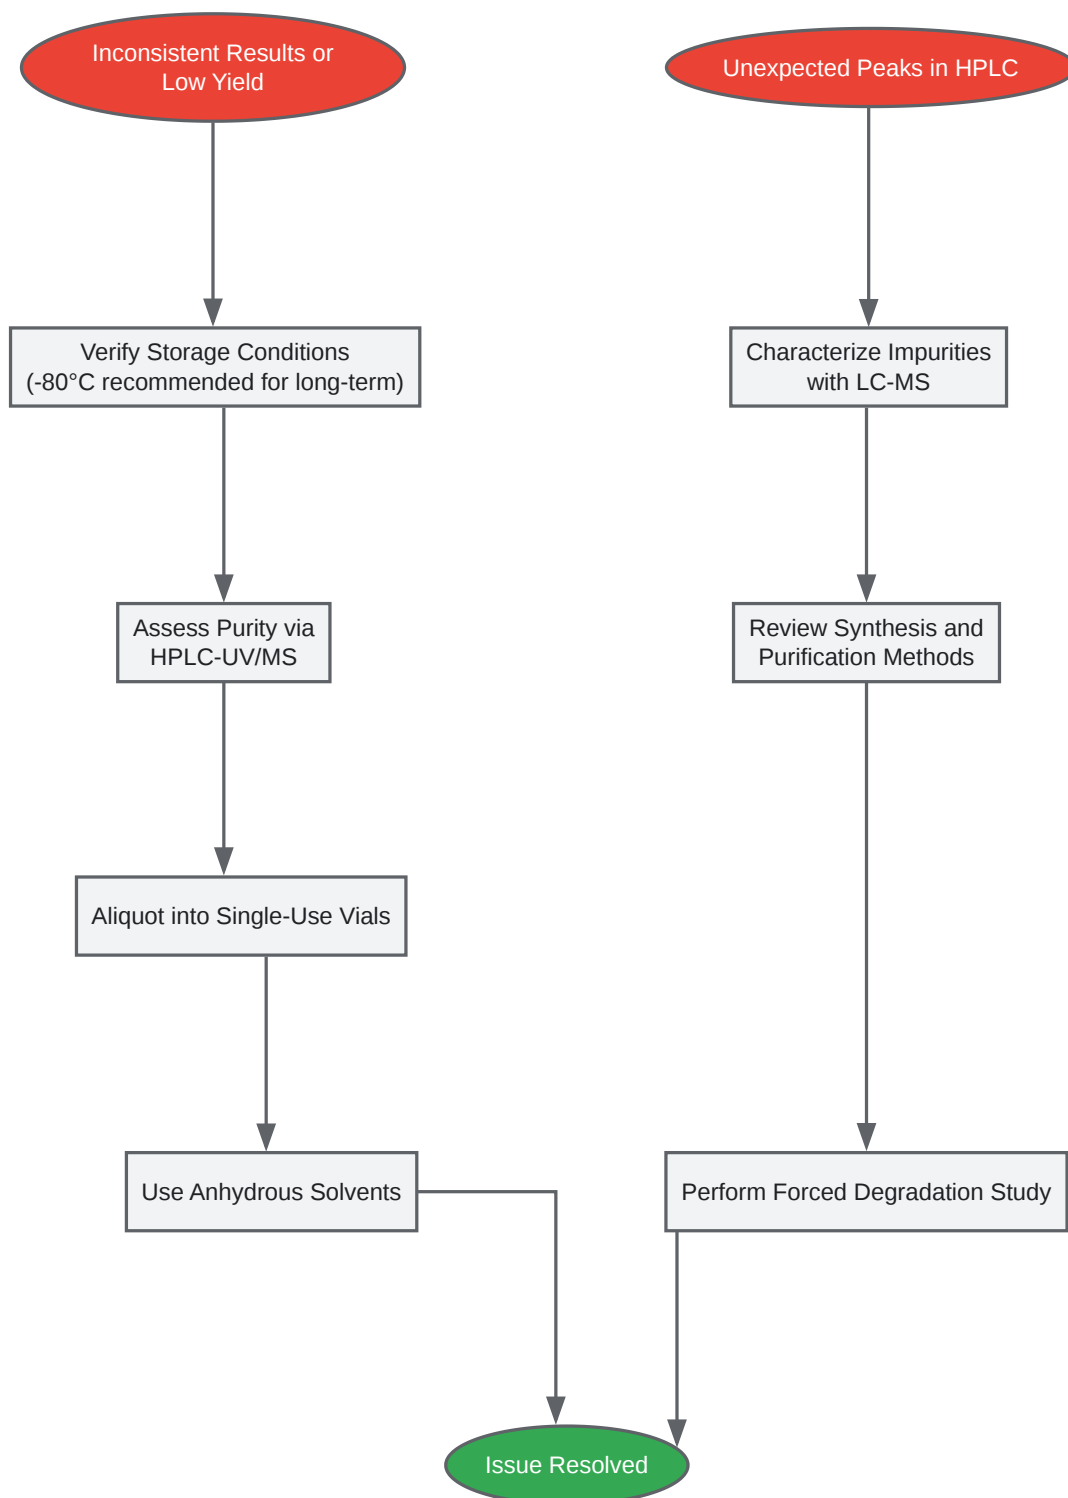 Inconsistent Results or
Low Yield
Unexpected Peaks in HPLC
Verify Storage Conditions
(-80°C recommended for long-term)
Characterize Impurities
with LC-MS
Assess Purity via
HPLC-UV/MS
Review Synthesis and
Purification Methods
Aliquot into Single-Use Vials
Use Anhydrous Solvents
Perform Forced Degradation Study
Issue Resolved